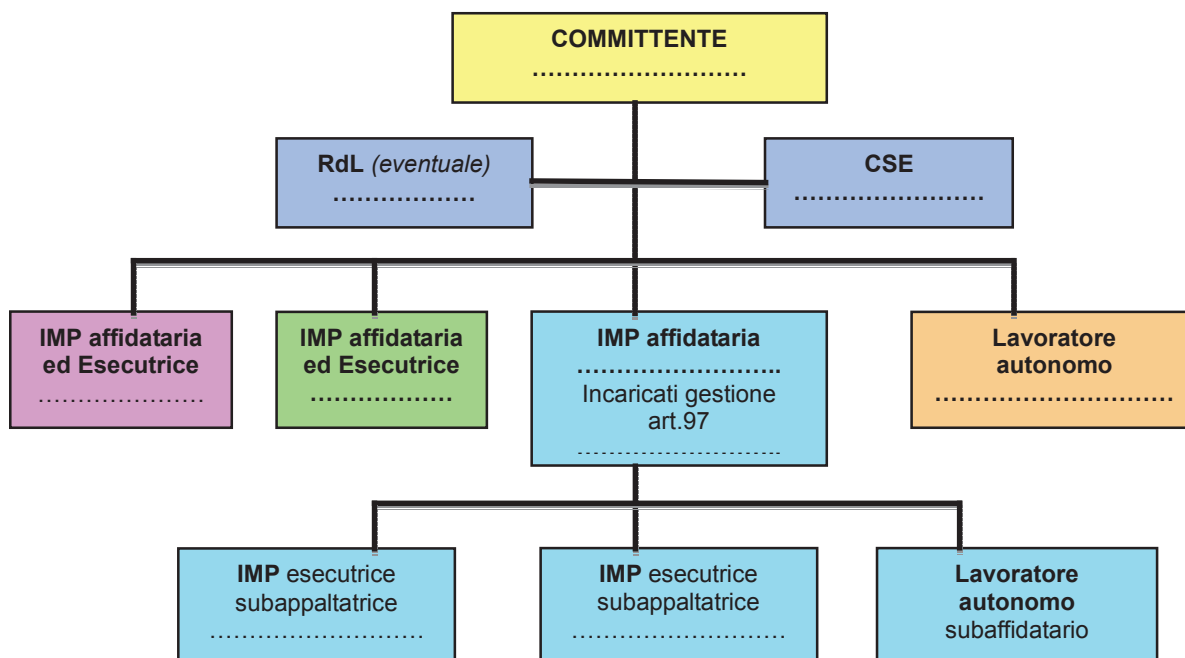 COMMITTENTE
...........................
RdL (eventuale)
..................
CSE
........................
IMP affidataria
ed Esecutrice
.....................
IMP affidataria
ed Esecutrice
..................
IMP affidataria
..........................
Incaricati gestione
art.97
..........................
Lavoratore
autonomo
..............................
IMP esecutrice
subappaltatrice
...........................
IMP esecutrice
subappaltatrice
...........................
Lavoratore
autonomo
subaffidatario